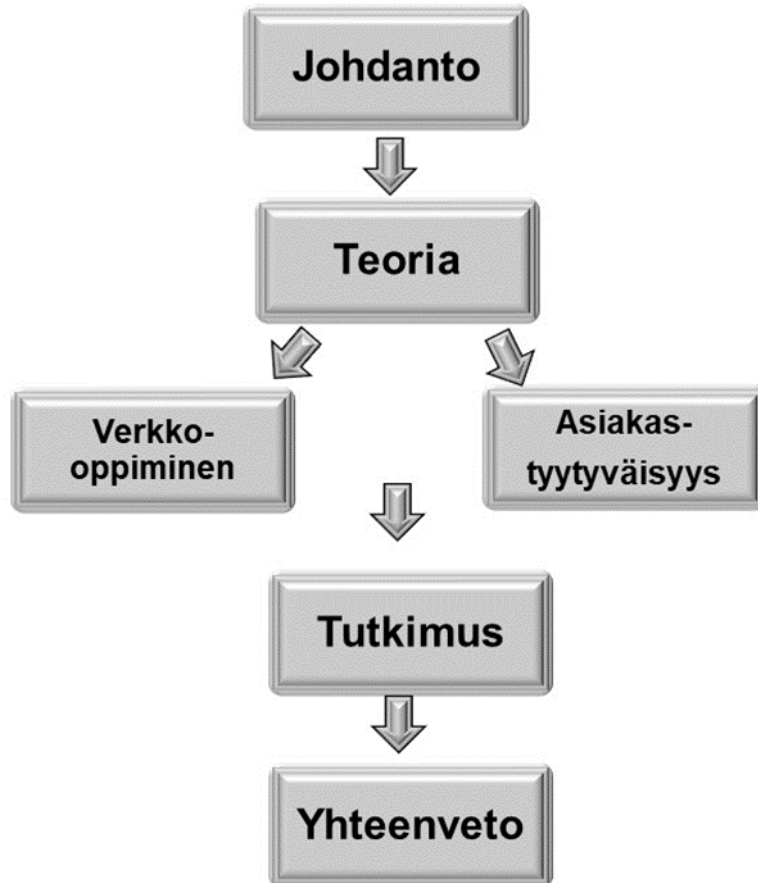 Johdanto
Teoria
Verkko-
oppiminen
Asiakas-
tyytyväisyys
Tutkimus
Yhteenveto